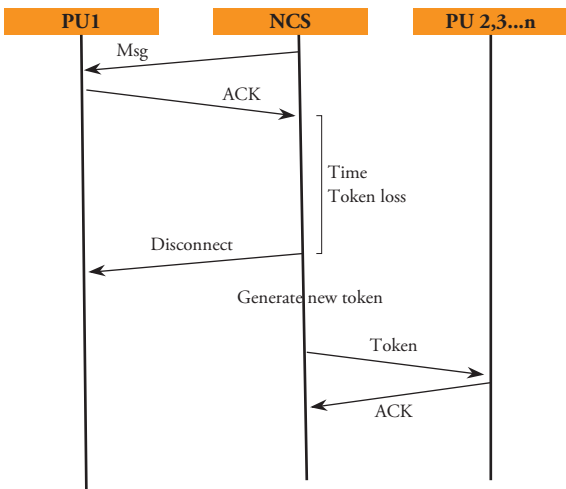 PU1
NCS
PU 2,3...n
Msg
ACK
Time
Token loss
Disconnect
Generate new token
Token
ACK